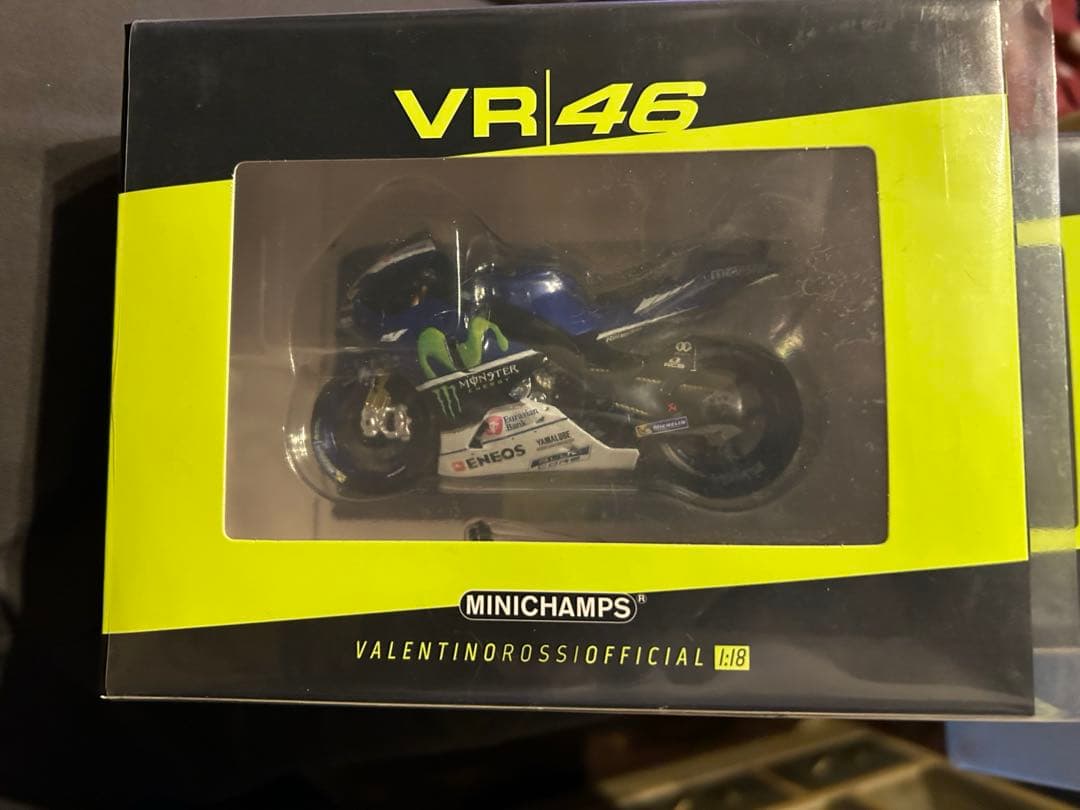 VR|46
MONSTER
ENERGY
Eurasian
Bank
YAMALUBE
ENEOS
MICHELIN
MINICHAMPS®
VALENTINOROSSIOFFICIAL 1:18